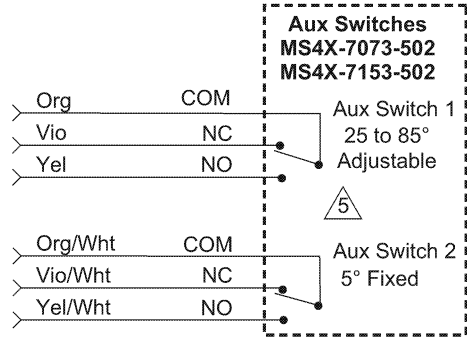 Aux Switches
MS4X-7073-502
MS4X-7153-502
Org COM
Aux Switch 1
Vio NC
25 to 85°
Yel NO
Adjustable
5
Org/Wht COM
Aux Switch 2
Vio/Wht NC
5° Fixed
Yel/Wht NO